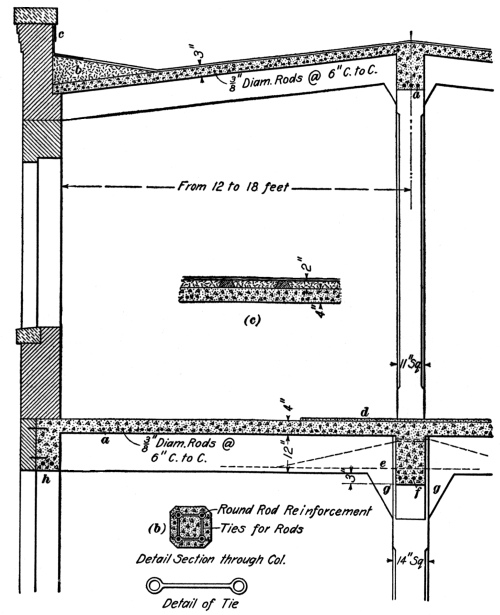 c
3"
b
3/8" Diam. Rods @ 6" C. to C.
a
From 12 to 18 feet
2"
4"
(c)
11" Sq.
4"
d
a
3/8" Diam. Rods @
6" C. to C.
12"
e
3"
h
g
f
g
Round Rod Reinforcement
(b)
Ties for Rods
Detail Section through Col.
14" Sq.
Detail of Tie